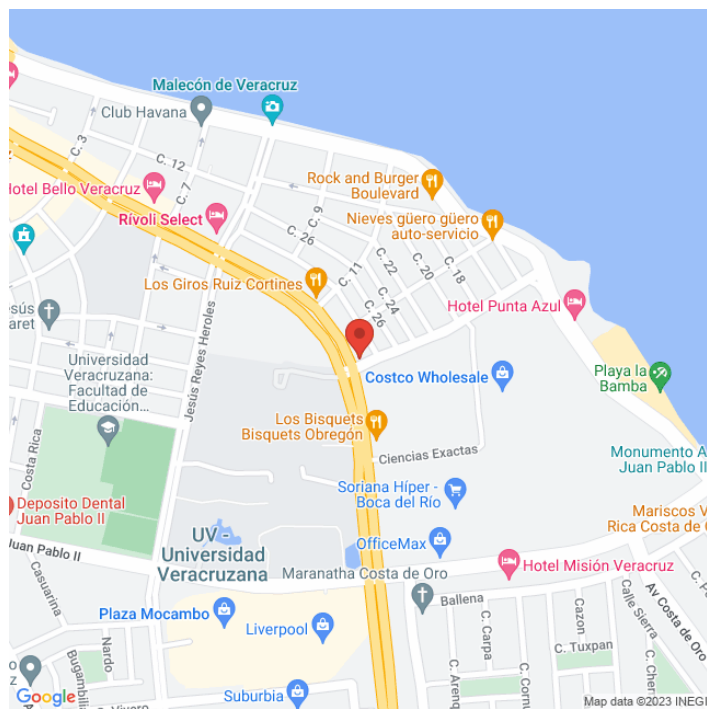 Malecón de Veracruz
Club Havana
C. 3
C. 12
C. 7
Rock and Burger
Boulevard
Hotel Bello Veracruz
C. 9
Nieves güero güero
auto-servicio
Rívoli Select
C. 26
C. 22
C. 20
C. 18
C. 11
Los Giros Ruiz Cortines
C. 24
C. 26
Hotel Punta Azul
Jesús Reyes Heroles
Universidad
Veracruzana:
Facultad de
Educación...
Costco Wholesale
Playa la
Bamba
Los Bisquets
Bisquets Obregón
Costa Rica
Ciencias Exactas
Monumento A
Juan Pablo II
Soriana Híper -
Boca del Río
Deposito Dental
Juan Pablo II
Mariscos V
Rica Costa de O
UV -
Universidad
Veracruzana
OfficeMax
Juan Pablo II
Maranatha Costa de Oro
Hotel Misión Veracruz
Casuarina
Ballena
C. P
Av Costa de Oro
Calle Sierra
Plaza Mocambo
Liverpool
Cazon
C. Carpa
C. Tuxpan
Nardo
Bugambili
C. Arenq
C. Cornu
C. Chern
Suburbia
C. Vivero
Google
Map data ©2023 INEGI